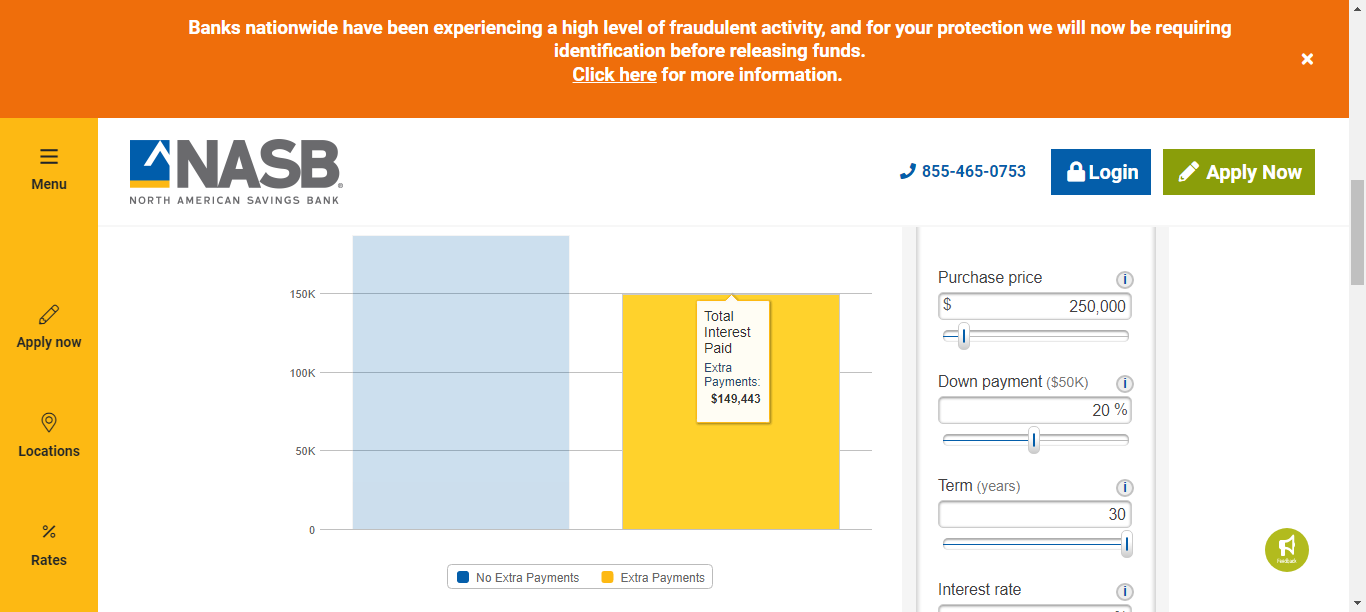 Banks nationwide have been experiencing a high level of fraudulent activity, and for your protection we will now be requiring
identification before releasing funds.
Click here for more information.
Menu
NASB
NORTH AMERICAN SAVINGS BANK
855-465-0753
Login
Apply Now
Apply now
Locations
% Rates
150K
100K
50K
0
Total
Interest
Paid
Extra
Payments:
$149,443
No Extra Payments
Extra Payments
Purchase price
$ 250,000
Down payment ($50K)
20 %
Term (years)
30
Interest rate
Feedback